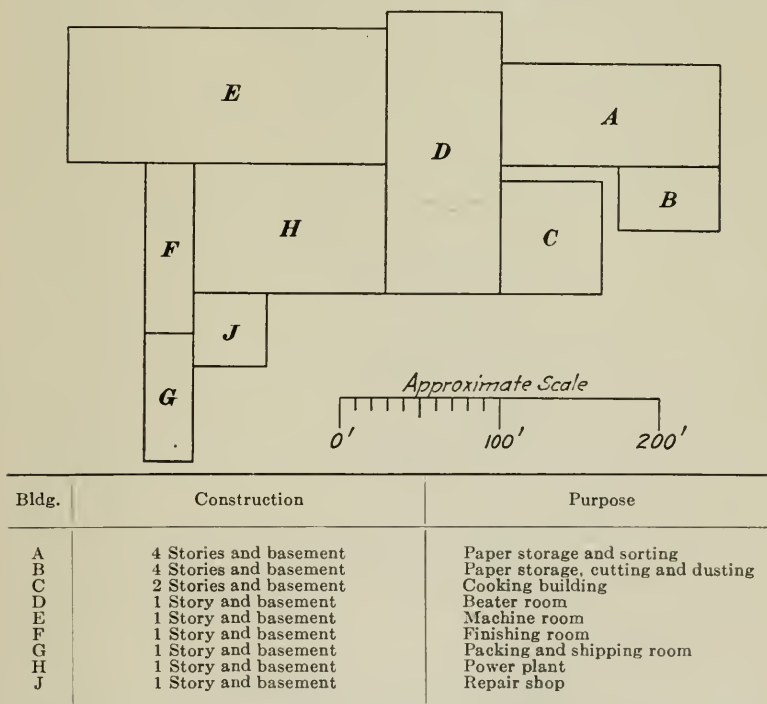 E
D
A
B
F
H
C
J
G
Approximate Scale
0' 100' 200'
Bldg. Construction Purpose
A 4 Stories and basement Paper storage and sorting
B 4 Stories and basement Paper storage, cutting and dusting
C 2 Stories and basement Cooking building
D 1 Story and basement Beater room
E 1 Story and basement Machine room
F 1 Story and basement Finishing room
G 1 Story and basement Packing and shipping room
H 1 Story and basement Power plant
J 1 Story and basement Repair shop